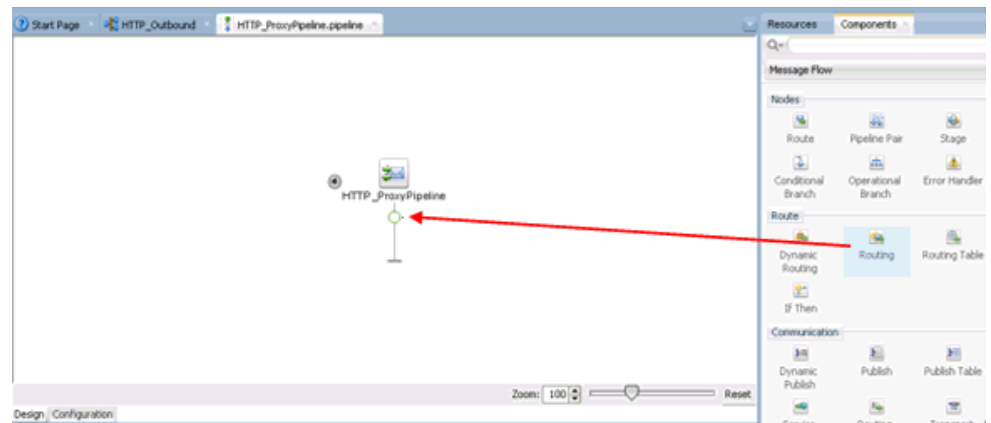 Start Page
HTTP_Outbound
HTTP_ProxyPipeline.pipeline
Resources
Components
Message Flow
Nodes
Route
Pipeline Pair
Stage
Conditional
Branch
Operational
Branch
Error Handler
Route
Dynamic
Routing
Routing
Routing Table
If Then
Communication
Dynamic
Publish
Publish
Publish Table
HTTP_ProxyPipeline
Zoom: 100
Reset
Design
Configuration